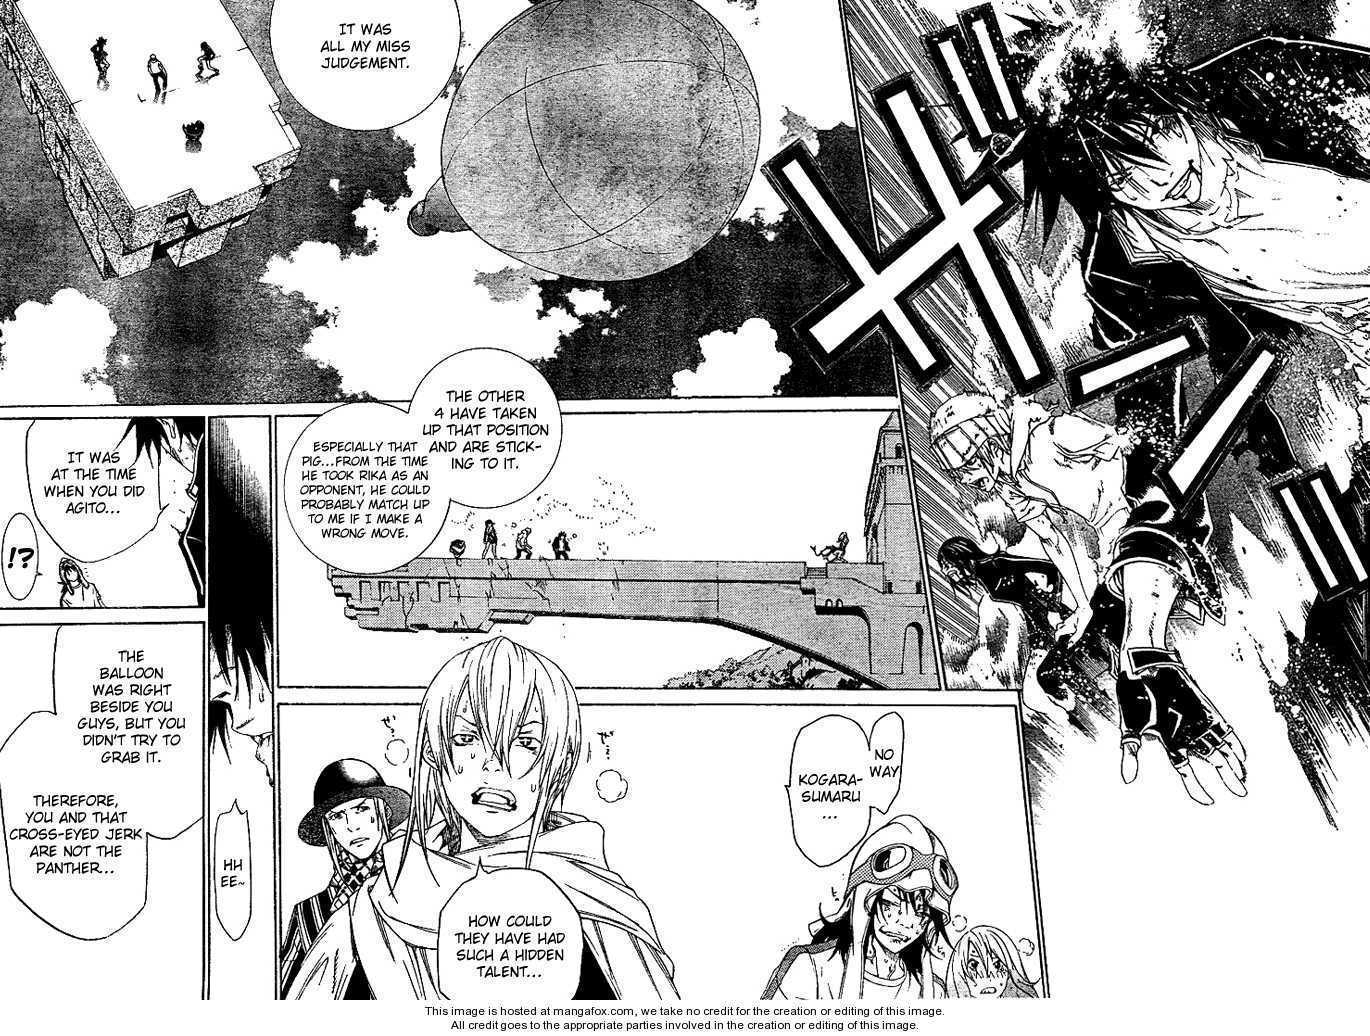 ザザーッ!!
IT WAS
ALL MY MISS
JUDGEMENT.
THE OTHER
4 HAVE TAKEN
UP THAT POSITION
AND ARE STICK-
ING TO IT.
ESPECIALLY THAT
PIG...FROM THE TIME
HE TOOK RIKA AS AN
OPPONENT, HE COULD
PROBABLY MATCH UP
TO ME IF I MAKE A
WRONG MOVE.
NO
WAY
KOGARA-
SUMARU
...
HOW COULD
THEY HAVE HAD
SUCH A HIDDEN
TALENT...
HH
EE~
IT WAS
AT THE TIME
WHEN YOU DID
AGITO...
!?
THE
BALLOON
WAS RIGHT
BESIDE YOU
GUYS, BUT YOU
DIDN'T TRY TO
GRAB IT.
THEREFORE,
YOU AND THAT
CROSS-EYED JERK
ARE NOT THE
PANTHER...
This image is hosted at mangafox.com, we take no credit for the creation or editing of this image.
All credit goes to the appropriate parties involved in the creation or editing of this image.